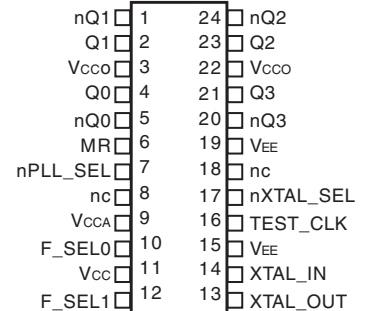 nQ1 1 24 nQ2
Q1 2 23 Q2
VCCO 3 22 VCCO
Q0 4 21 Q3
nQ0 5 20 nQ3
MR 6 19 VEE
nPLL_SEL 7 18 nc
nc 8 17 nXTAL_SEL
VCCA 9 16 TEST_CLK
F_SEL0 10 15 VEE
VCC 11 14 XTAL_IN
F_SEL1 12 13 XTAL_OUT